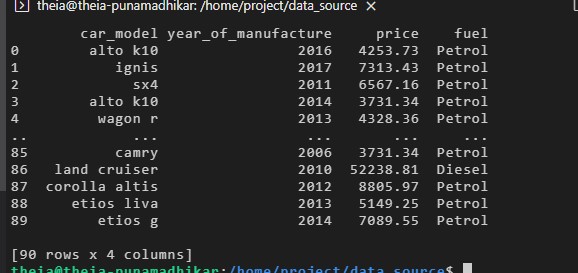 theia@theia-punamadhikar: /home/project/data_source ×
car_model year_of_manufacture price fuel
0 alto k10 2016 4253.73 Petrol
1 ignis 2017 7313.43 Petrol
2 sx4 2011 6567.16 Petrol
3 alto k10 2014 3731.34 Petrol
4 wagon r 2013 4328.36 Petrol
.. ... ... ... ...
85 camry 2006 3731.34 Petrol
86 land cruiser 2010 52238.81 Diesel
87 corolla altis 2012 8805.97 Petrol
88 etios liva 2013 5149.25 Petrol
89 etios g 2014 7089.55 Petrol
[90 rows x 4 columns]
theia@theia-punamadhikar:/home/project/data_source$